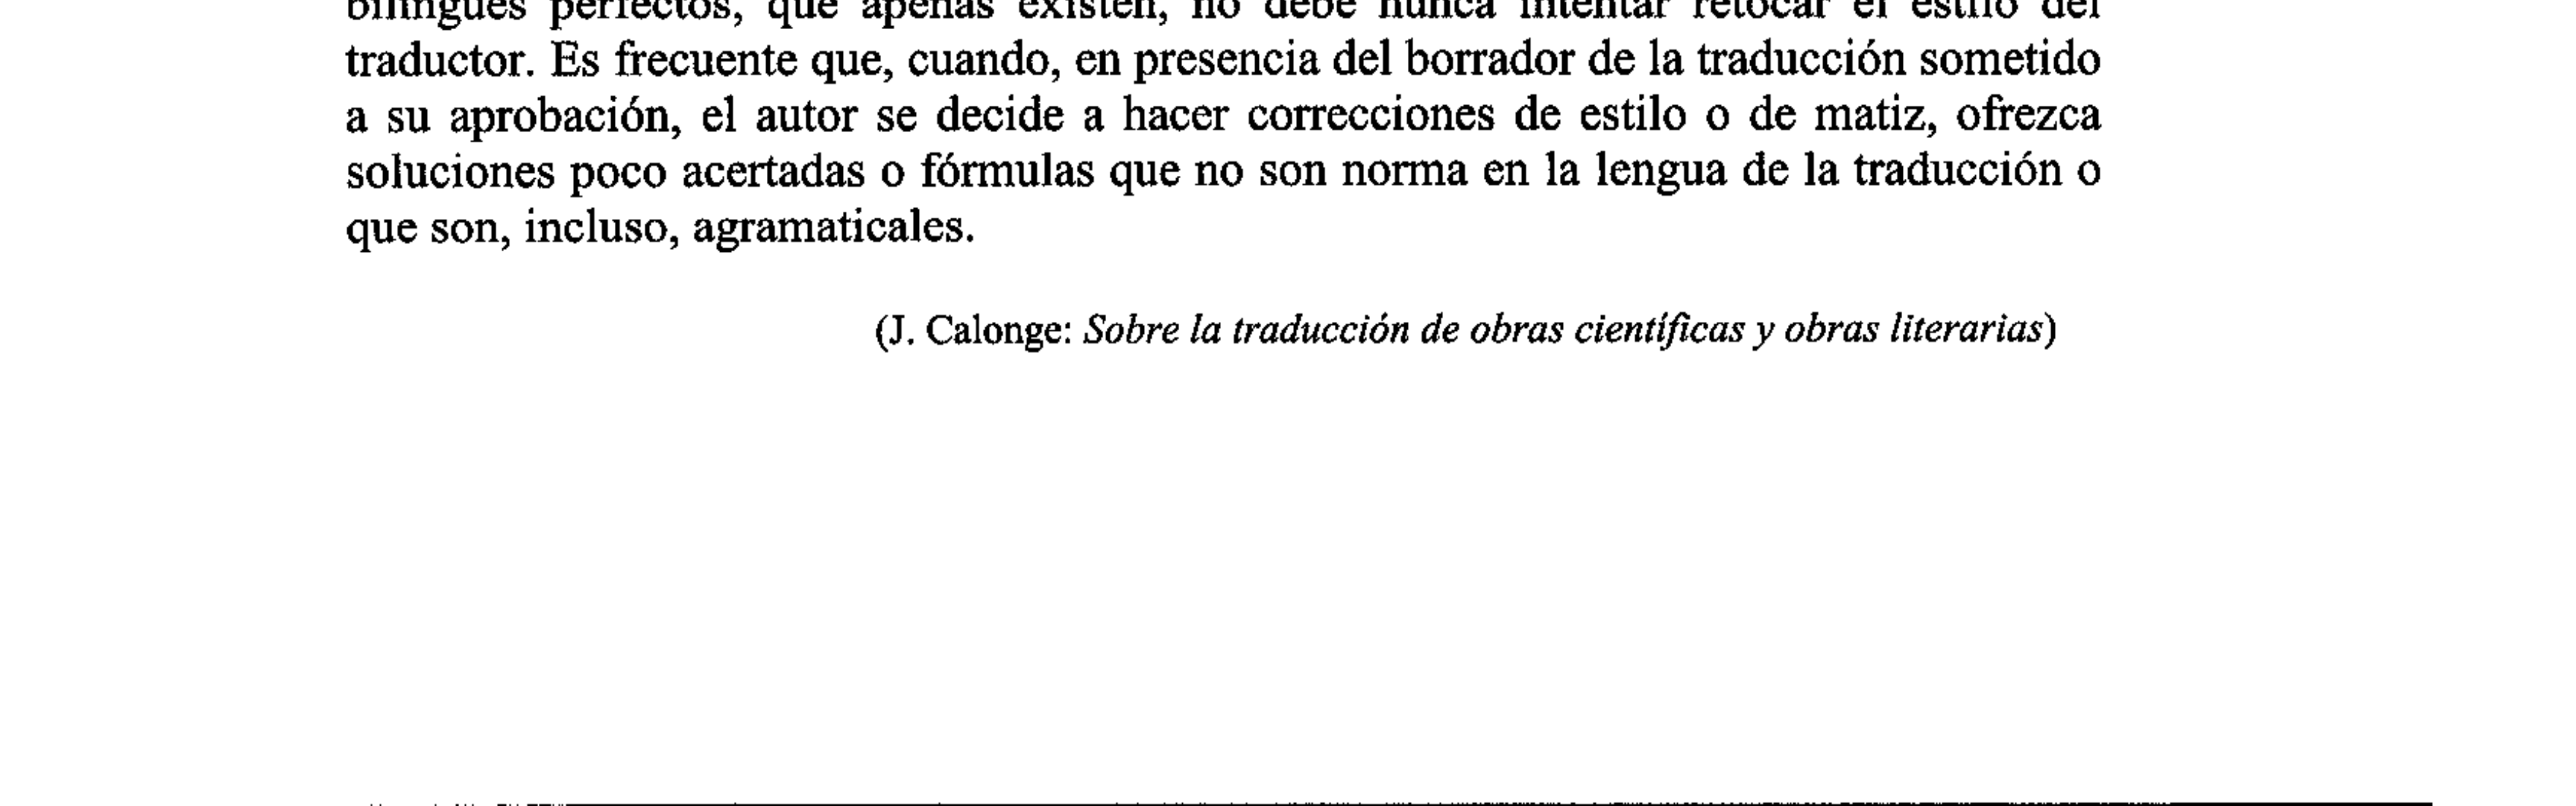 bilingües perfectos, que apenas existen, no debe nunca intentar retocar el estilo del
traductor. Es frecuente que, cuando, en presencia del borrador de la traducción sometido
a su aprobación, el autor se decide a hacer correcciones de estilo o de matiz, ofrezca
soluciones poco acertadas o fórmulas que no son norma en la lengua de la traducción o
que son, incluso, agramaticales.
(J. Calonge: Sobre la traducción de obras científicas y obras literarias)